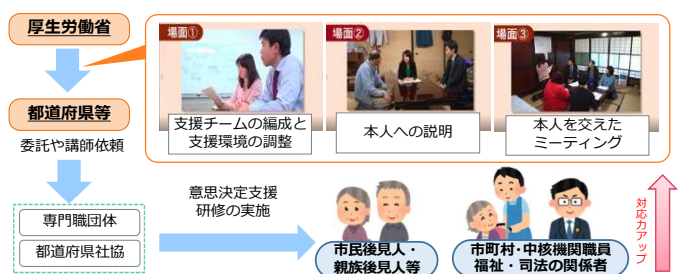 厚生労働省
場面①
場面②
場面③
支援チームの編成と
支援環境の調整
本人への説明
本人を交えた
ミーティング
都道府県等
委託や講師依頼
専門職団体
都道府県社協
意思決定支援
研修の実施
市民後見人・
親族後見人等
市町村・中核機関職員
福祉・司法の関係者
対応力アップ